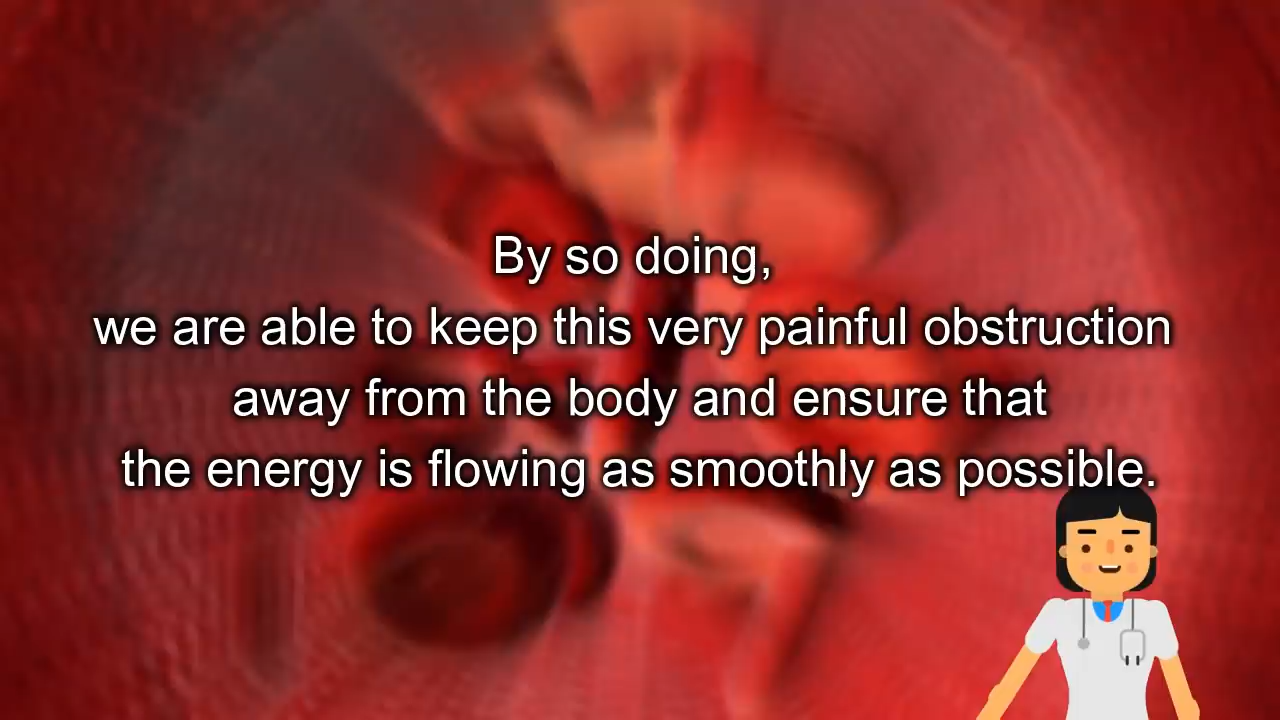 By so doing,
we are able to keep this very painful obstruction
away from the body and ensure that
the energy is flowing as smoothly as possible.